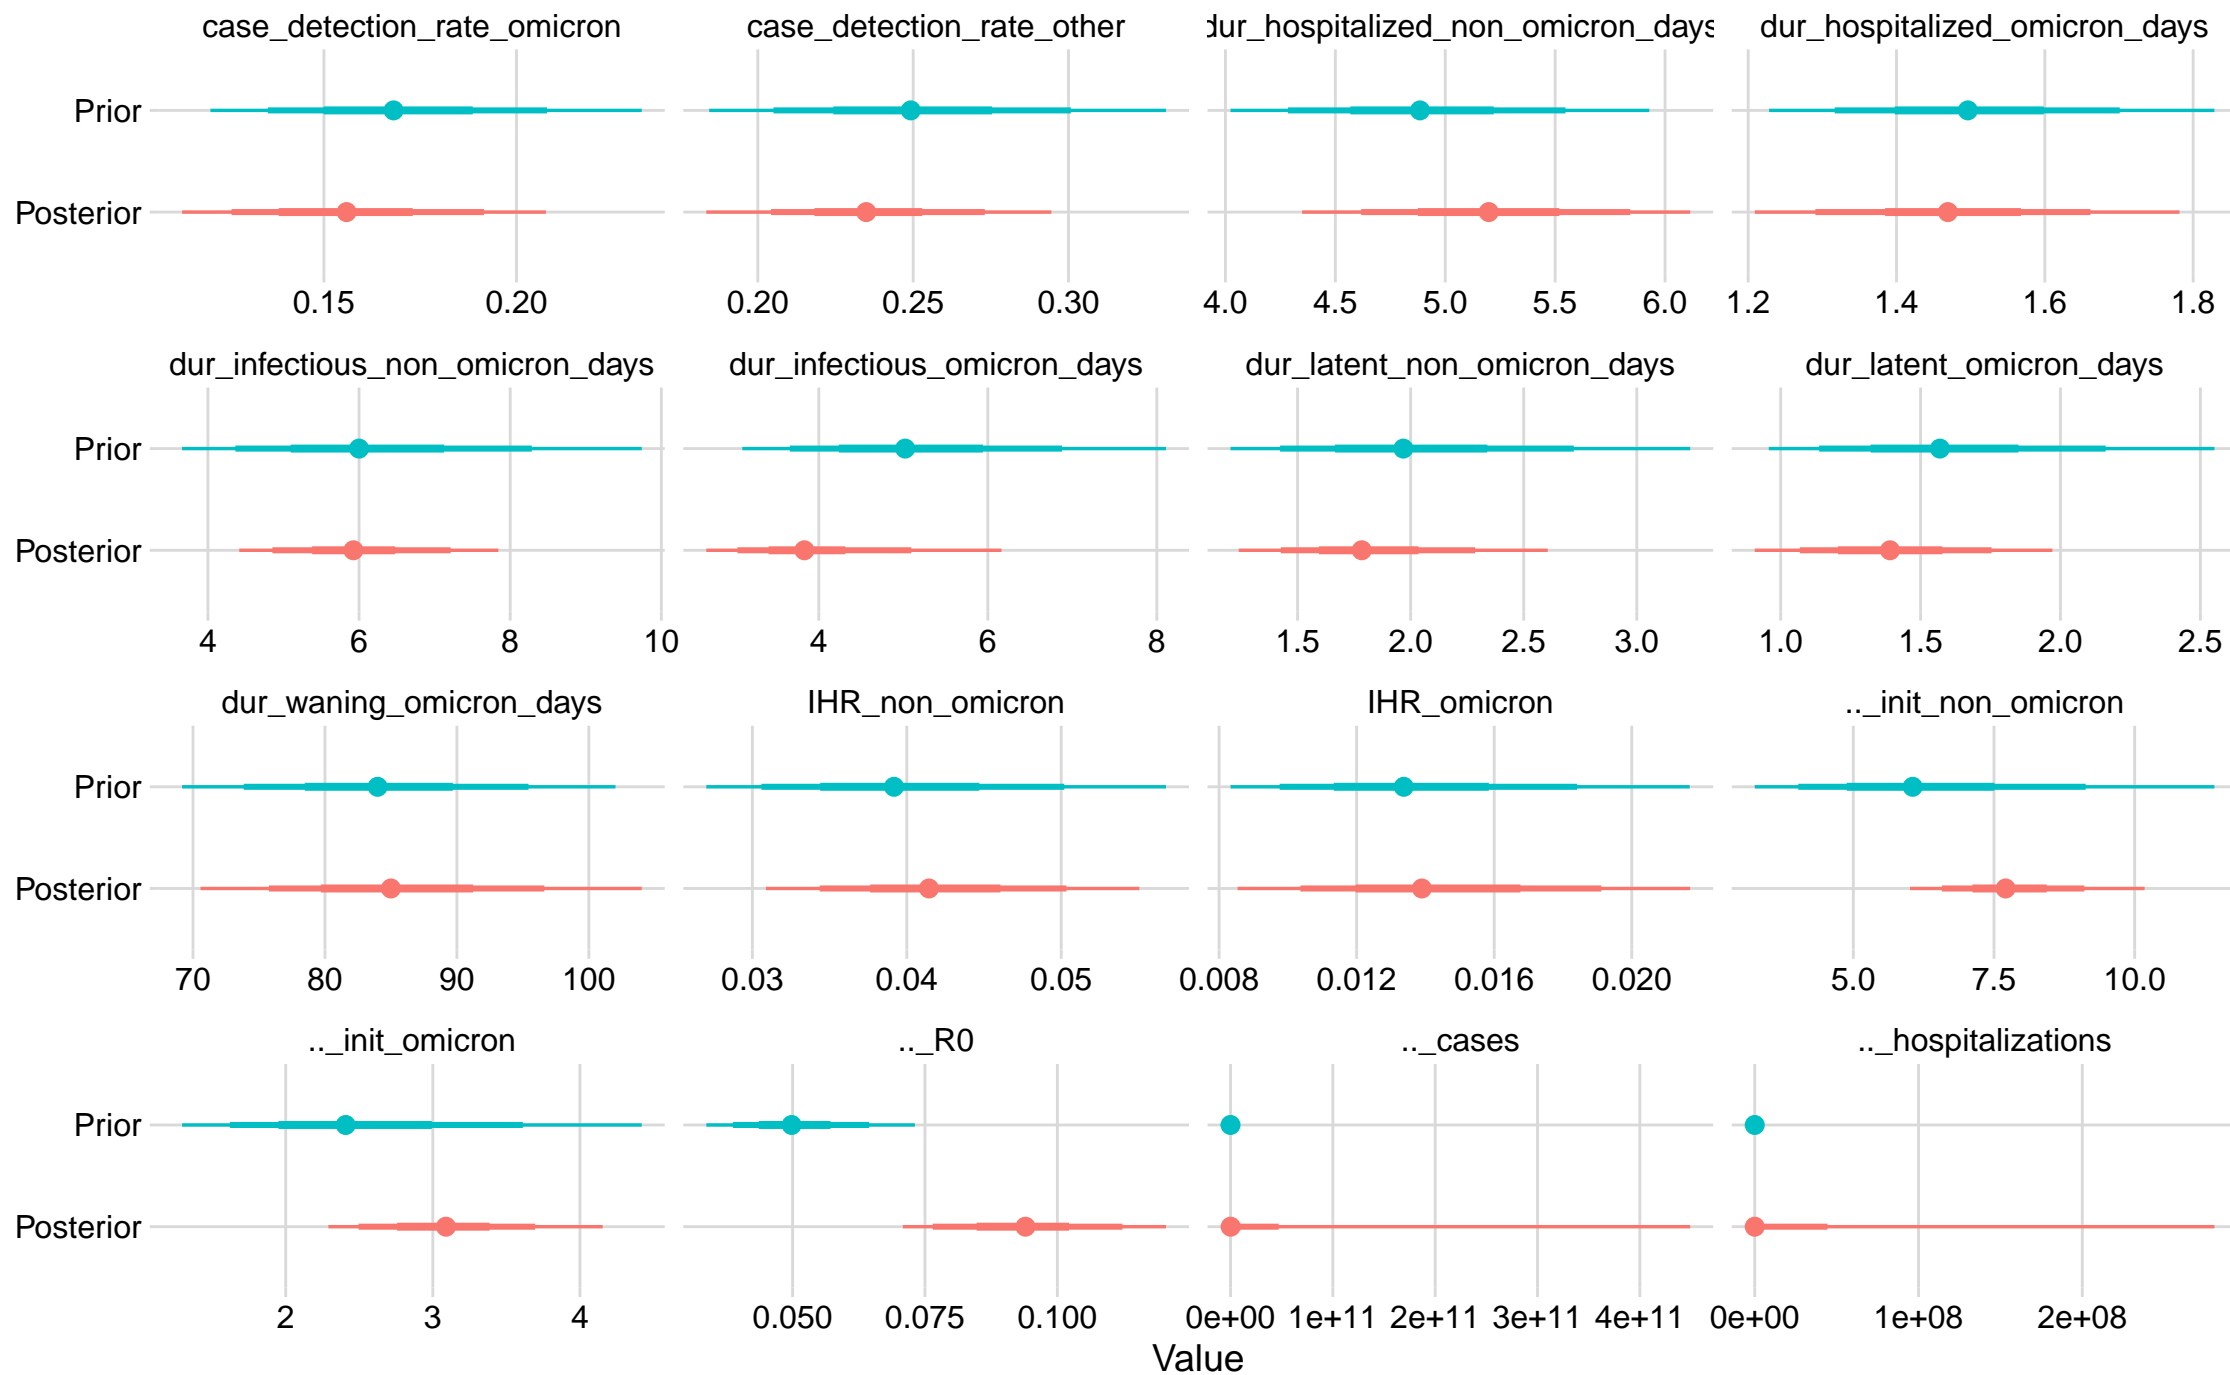 case_detection_rate_omicron case_detection_rate_other dur_hospitalized_non_omicron_days dur_hospitalized_omicron_days
Prior
Posterior
0.15 0.20 0.20 0.25 0.30 4.0 4.5 5.0 5.5 6.0 1.2 1.4 1.6 1.8
dur_infectious_non_omicron_days dur_infectious_omicron_days dur_latent_non_omicron_days dur_latent_omicron_days
Prior
Posterior
4 6 8 10 4 6 8 1.5 2.0 2.5 3.0 1.0 1.5 2.0 2.5
dur_waning_omicron_days IHR_non_omicron IHR_omicron .._init_non_omicron
Prior
Posterior
70 80 90 100 0.03 0.04 0.05 0.008 0.012 0.016 0.020 5.0 7.5 10.0
.._init_omicron .._R0 .._cases .._hospitalizations
Prior
Posterior
2 3 4 0.050 0.075 0.100 0e+00 1e+11 2e+11 3e+11 4e+11 0e+00 1e+08 2e+08
Value